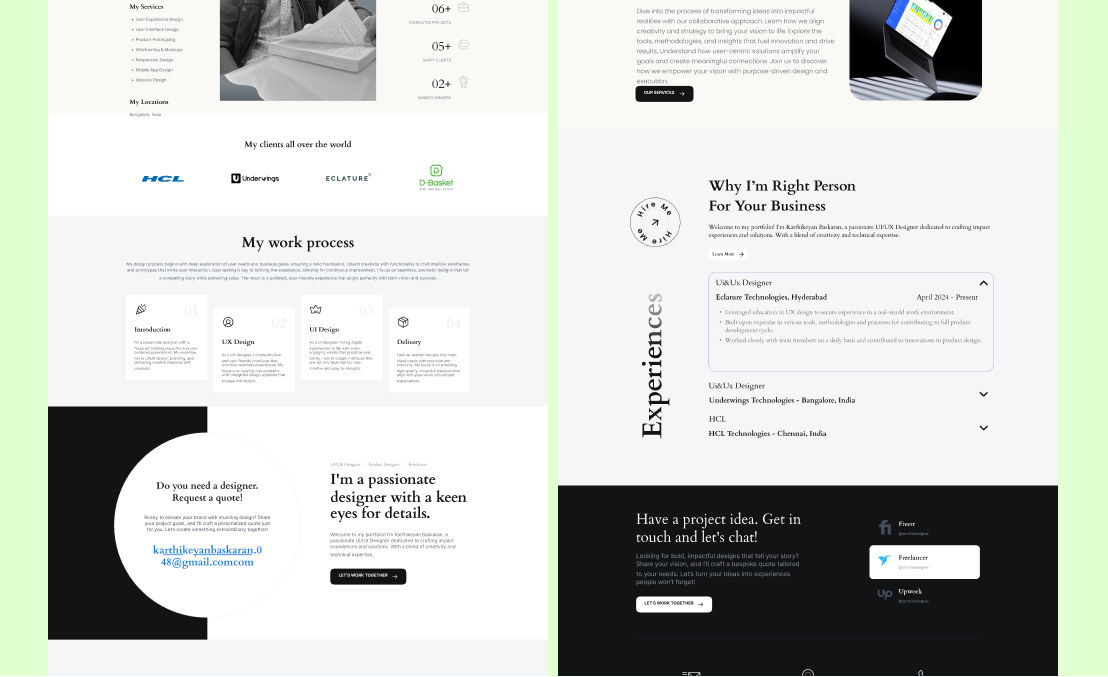 My Services
• User Experience Design
• User Interface Design
• Product Prototyping
• Wireframing & Mockups
• Responsive Design
• Mobile App Design
• Website Design
My Locations
Bangalore, India
06+
COMPLETED PROJECTS
05+
HAPPY CLIENTS
02+
AWARDS WINNERS
My clients all over the world
HCL
Underwings
ECLATURE
D-Basket
My work process
My design process begins with deep exploration of user needs and business goals, ensuring a solid foundation. I blend creativity with functionality to craft intuitive wireframes
and prototypes that invite user interaction. User testing is key to refining the experience, allowing for continuous improvement. I focus on seamless, aesthetic designs that tell
a compelling story while delivering value. The result is a polished, user-friendly experience that aligns perfectly with both vision and purpose.
01
Introduction
02
UX Design
03
UI Design
04
Delivery
Do you need a designer.
Request a quote!
Ready to elevate your brand with stunning design? Share
your project goals, and I'll craft a personalized quote just
for you. Let's create something extraordinary together!
karthikeyanbaskaran.0
48@gmail.comcom
UI/UX Designer
Product Designer
Freelancer
I'm a passionate
designer with a keen
eyes for details.
Welcome to my portfolio! I'm Karthikeyan Baskaran, a
passionate UI/UX Designer dedicated to crafting impact
experiences and solutions. With a blend of creativity and
technical expertise.
LET'S WORK TOGETHER
Dive into the process of transforming ideas into impactful
realities with our collaborative approach. Learn how we align
creativity and strategy to bring your vision to life. Explore the
tools, methodologies, and insights that fuel innovation and drive
results. Understand how user-centric solutions amplify your
goals and create meaningful connections. Join us to discover
how we empower your vision with purpose-driven design and
execution.
OUR SERVICES
Hire Me
Hire Me
Why I'm Right Person
For Your Business
Welcome to my portfolio! I'm Karthikeyan Baskaran, a passionate UI/UX Designer dedicated to crafting impact
experiences and solutions. With a blend of creativity and technical expertise.
Learn More
Experiences
Ui&Ux Designer
Eclature Technologies, Hyderabad
April 2024 - Present
• Leveraged education in UX design to secure experience in a real-world work environment.
• Built upon expertise in various tools, methodologies and processes for contributing to full product
development cycle.
• Worked closely with team members on a daily basis and contributed to innovations in product design.
Ui&Ux Designer
Underwings Technologies - Bangalore, India
HCL
HCL Technologies - Chennai, India
Have a project idea. Get in
touch and let's chat!
Looking for bold, impactful designs that tell your story?
Share your vision, and I'll craft a bespoke quote tailored
to your needs! Let's turn your ideas into experiences
people won't forget!
LET'S WORK TOGETHER
Fiverr
Freelancer
Up
Upwork